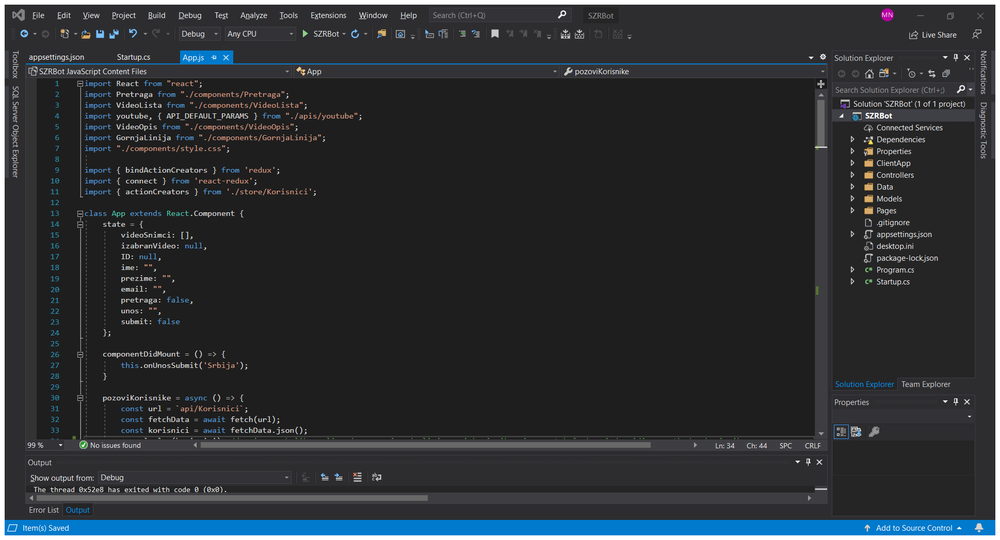 File Edit View Project Build Debug Test Analyze Tools Extensions Window Help Search (Ctrl+Q) SZRBot MN
Debug Any CPU SZRBot Live Share
Toolbox
SQL Server Object Explorer
appsettings.json Startup.cs App.js
SZRBot JavaScript Content Files App pozoviKorisnike
1 import React from "react";
2 import Pretraga from "./components/Pretraga";
3 import VideoLista from "./components/VideoLista";
4 import youtube, { API_DEFAULT_PARAMS } from "./apis/youtube";
5 import VideoOpis from "./components/VideoOpis";
6 import GornjaLinija from "./components/GornjaLinija";
7 import "./components/style.css";
8
9 import { bindActionCreators } from 'redux';
10 import { connect } from 'react-redux';
11 import { actionCreators } from './store/Korisnici';
12
13 class App extends React.Component {
14 state = {
15 videoSnimci: [],
16 izabranVideo: null,
17 ID: null,
18 ime: "",
19 prezime: "",
20 email: "",
21 pretraga: false,
22 unos: "",
23 submit: false
24 };
25
26 componentDidMount = () => {
27 this.onUnosSubmit('Srbija');
28 }
29
30 pozoviKorisnike = async () => {
31 const url = `api/Korisnici`;
32 const fetchData = await fetch(url);
33 const korisnici = await fetchData.json();
99 % No issues found Ln: 34 Ch: 44 SPC CRLF
Output
Show output from: Debug
The thread 0x52e8 has exited with code 0 (0x0).
Error List Output
Solution Explorer
Search Solution Explorer (Ctrl+;)
Solution 'SZRBot' (1 of 1 project)
SZRBot
Connected Services
Dependencies
Properties
ClientApp
Controllers
Data
Models
Pages
.gitignore
appsettings.json
desktop.ini
package-lock.json
C# Program.cs
C# Startup.cs
Solution Explorer Team Explorer
Properties
Notifications
Diagnostic Tools
Item(s) Saved Add to Source Control